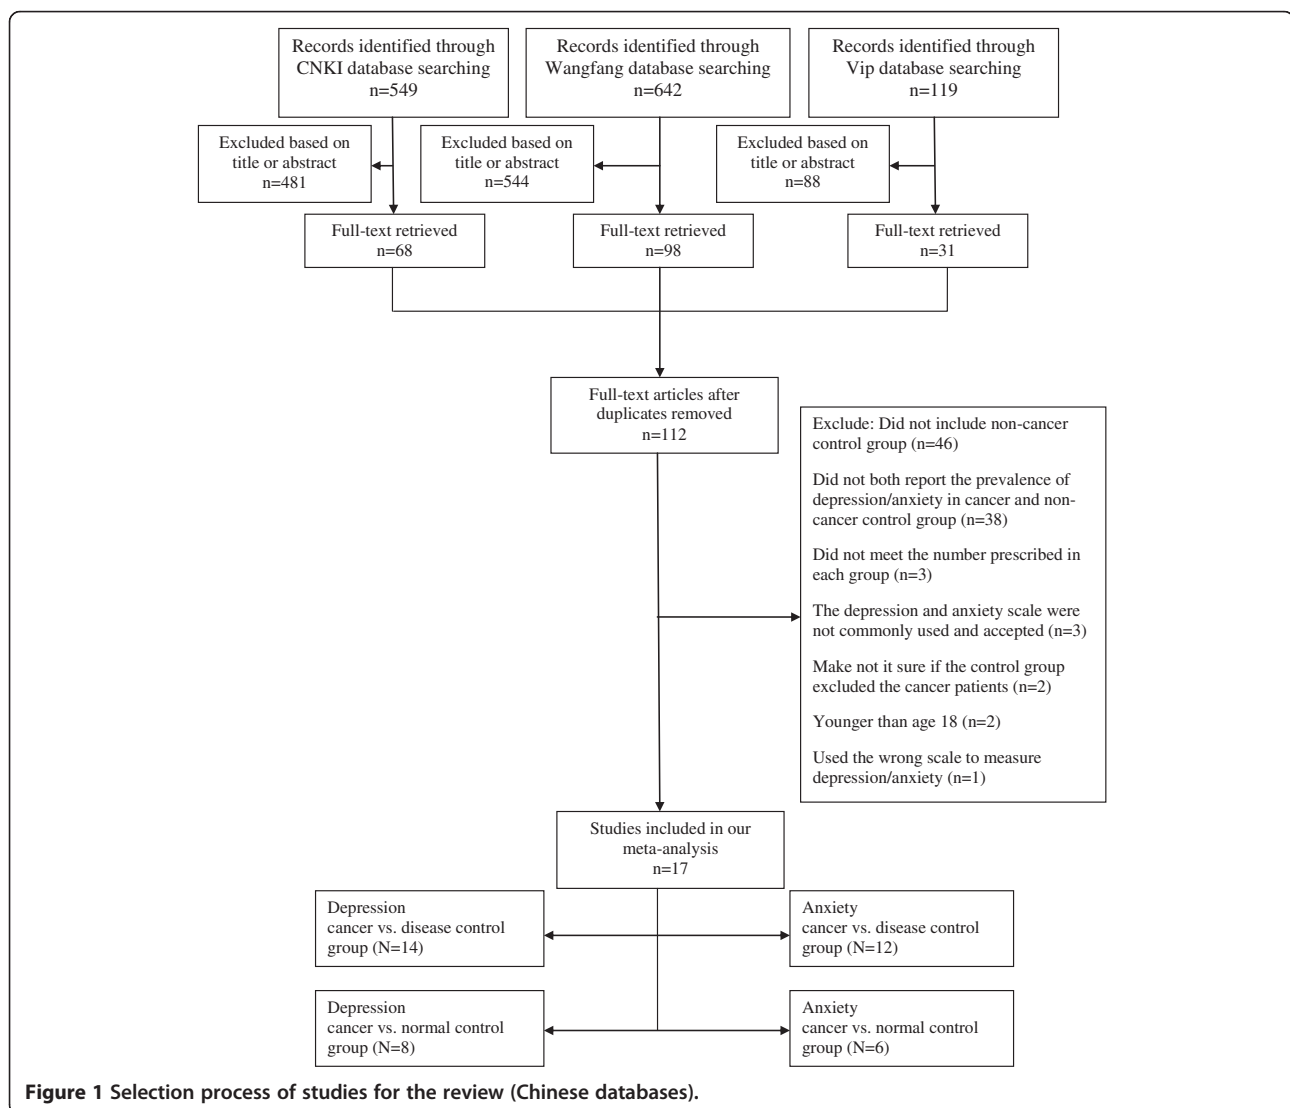 Records identified through
CNKI database searching
n=549
Records identified through
Wangfang database searching
n=642
Records identified through
Vip database searching
n=119
Excluded based on
title or abstract
n=481
Excluded based on
title or abstract
n=544
Excluded based on
title or abstract
n=88
Full-text retrieved
n=68
Full-text retrieved
n=98
Full-text retrieved
n=31
Full-text articles after
duplicates removed
n=112
Exclude: Did not include non-cancer
control group (n=46)
Did not both report the prevalence of
depression/anxiety in cancer and non-
cancer control group (n=38)
Did not meet the number prescribed in
each group (n=3)
The depression and anxiety scale were
not commonly used and accepted (n=3)
Make not it sure if the control group
excluded the cancer patients (n=2)
Younger than age 18 (n=2)
Used the wrong scale to measure
depression/anxiety (n=1)
Studies included in our
meta-analysis
n=17
Depression
cancer vs. disease control
group (N=14)
Anxiety
cancer vs. disease control
group (N=12)
Depression
cancer vs. normal control
group (N=8)
Anxiety
cancer vs. normal control
group (N=6)
Figure 1 Selection process of studies for the review (Chinese databases).